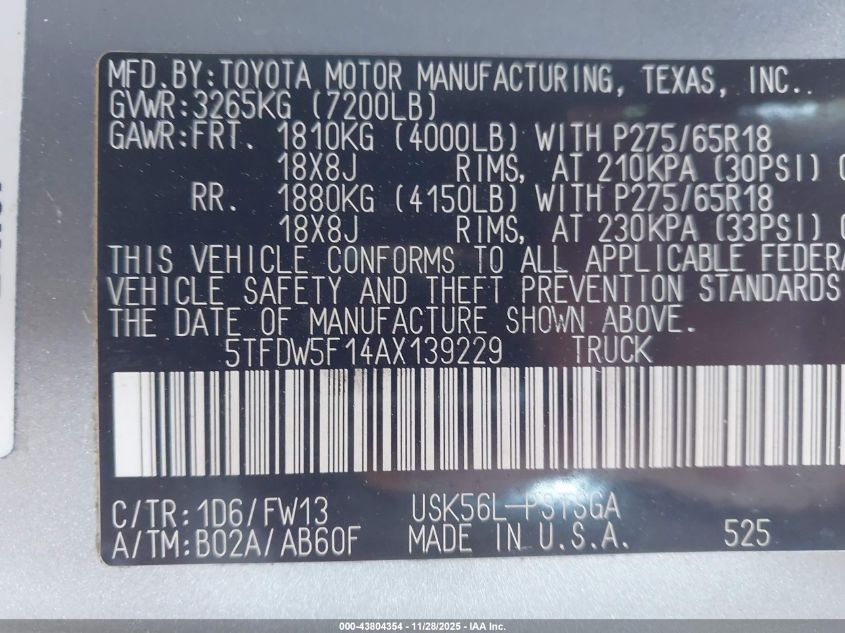 MFD.BY:TOYOTA MOTOR MANUFACTURING, TEXAS, INC..
GVWR:3265KG (7200LB)
GAWR:FRT. 1810KG (4000LB) WITH P275/65R18
18X8J RIMS, AT 210KPA (30PSI)
RR. 1880KG (4150LB) WITH P275/65R18
18X8J RIMS, AT 230KPA (33PSI)
THIS VEHICLE CONFORMS TO ALL APPLICABLE FEDERA
VEHICLE SAFETY AND THEFT PREVENTION STANDARDS
THE DATE OF MANUFACTURE SHOWN ABOVE.
5TFDW5F14AX139229 TRUCK
C/TR:1D6/FW13 USK56L-PSTSGA
A/TM:B02A/AB60F MADE IN U.S.A. 525
000-43804354 | 11/28/2025 - IAA Inc.